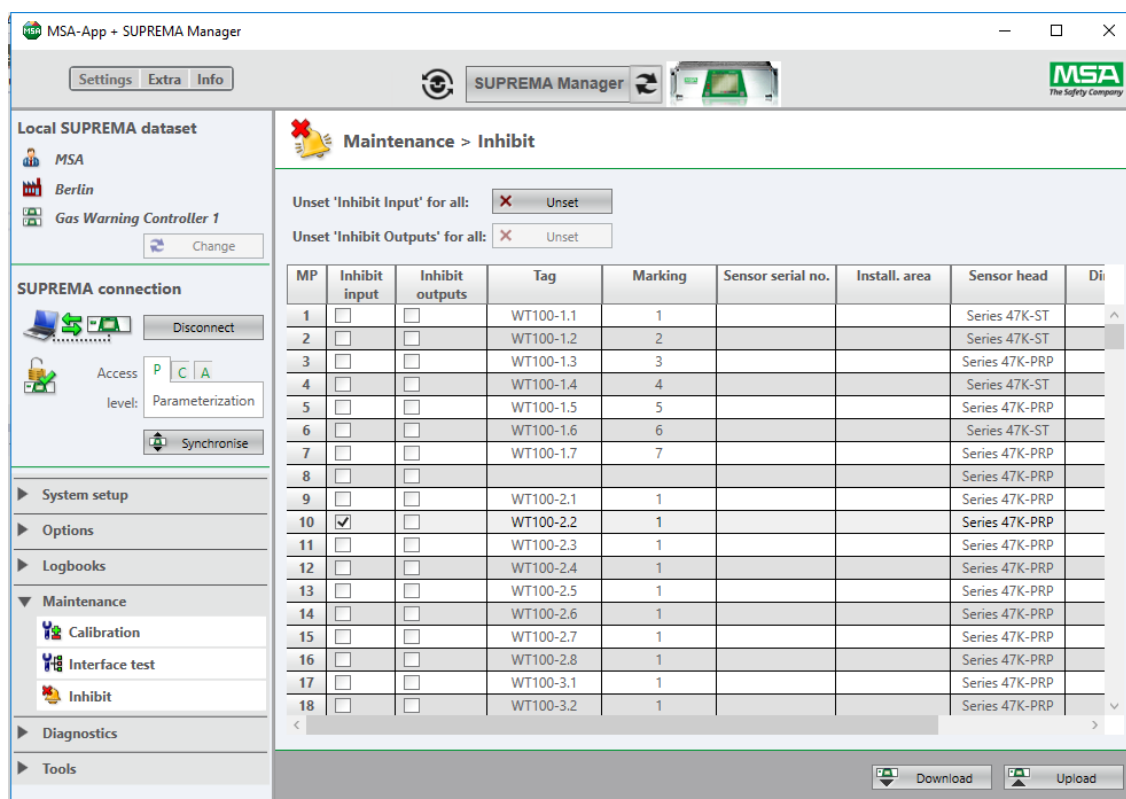 MSA-App + SUPREMA Manager
Settings Extra Info
SUPREMA Manager
MSA
The Safety Company
Local SUPREMA dataset
MSA
Berlin
Gas Warning Controller 1
Change
SUPREMA connection
Disconnect
Access level:
P C A
Parameterization
Synchronise
System setup
Options
Logbooks
Maintenance
Calibration
Interface test
Inhibit
Diagnostics
Tools
Maintenance > Inhibit
Unset 'Inhibit Input' for all: Unset
Unset 'Inhibit Outputs' for all: Unset
MP Inhibit input Inhibit outputs Tag Marking Sensor serial no. Install. area Sensor head Di
1 WT100-1.1 1 Series 47K-ST
2 WT100-1.2 2 Series 47K-ST
3 WT100-1.3 3 Series 47K-PRP
4 WT100-1.4 4 Series 47K-ST
5 WT100-1.5 5 Series 47K-PRP
6 WT100-1.6 6 Series 47K-ST
7 WT100-1.7 7 Series 47K-PRP
8 Series 47K-PRP
9 WT100-2.1 1 Series 47K-PRP
10 WT100-2.2 1 Series 47K-PRP
11 WT100-2.3 1 Series 47K-PRP
12 WT100-2.4 1 Series 47K-PRP
13 WT100-2.5 1 Series 47K-PRP
14 WT100-2.6 1 Series 47K-PRP
15 WT100-2.7 1 Series 47K-PRP
16 WT100-2.8 1 Series 47K-PRP
17 WT100-3.1 1 Series 47K-PRP
18 WT100-3.2 1 Series 47K-PRP
Download Upload